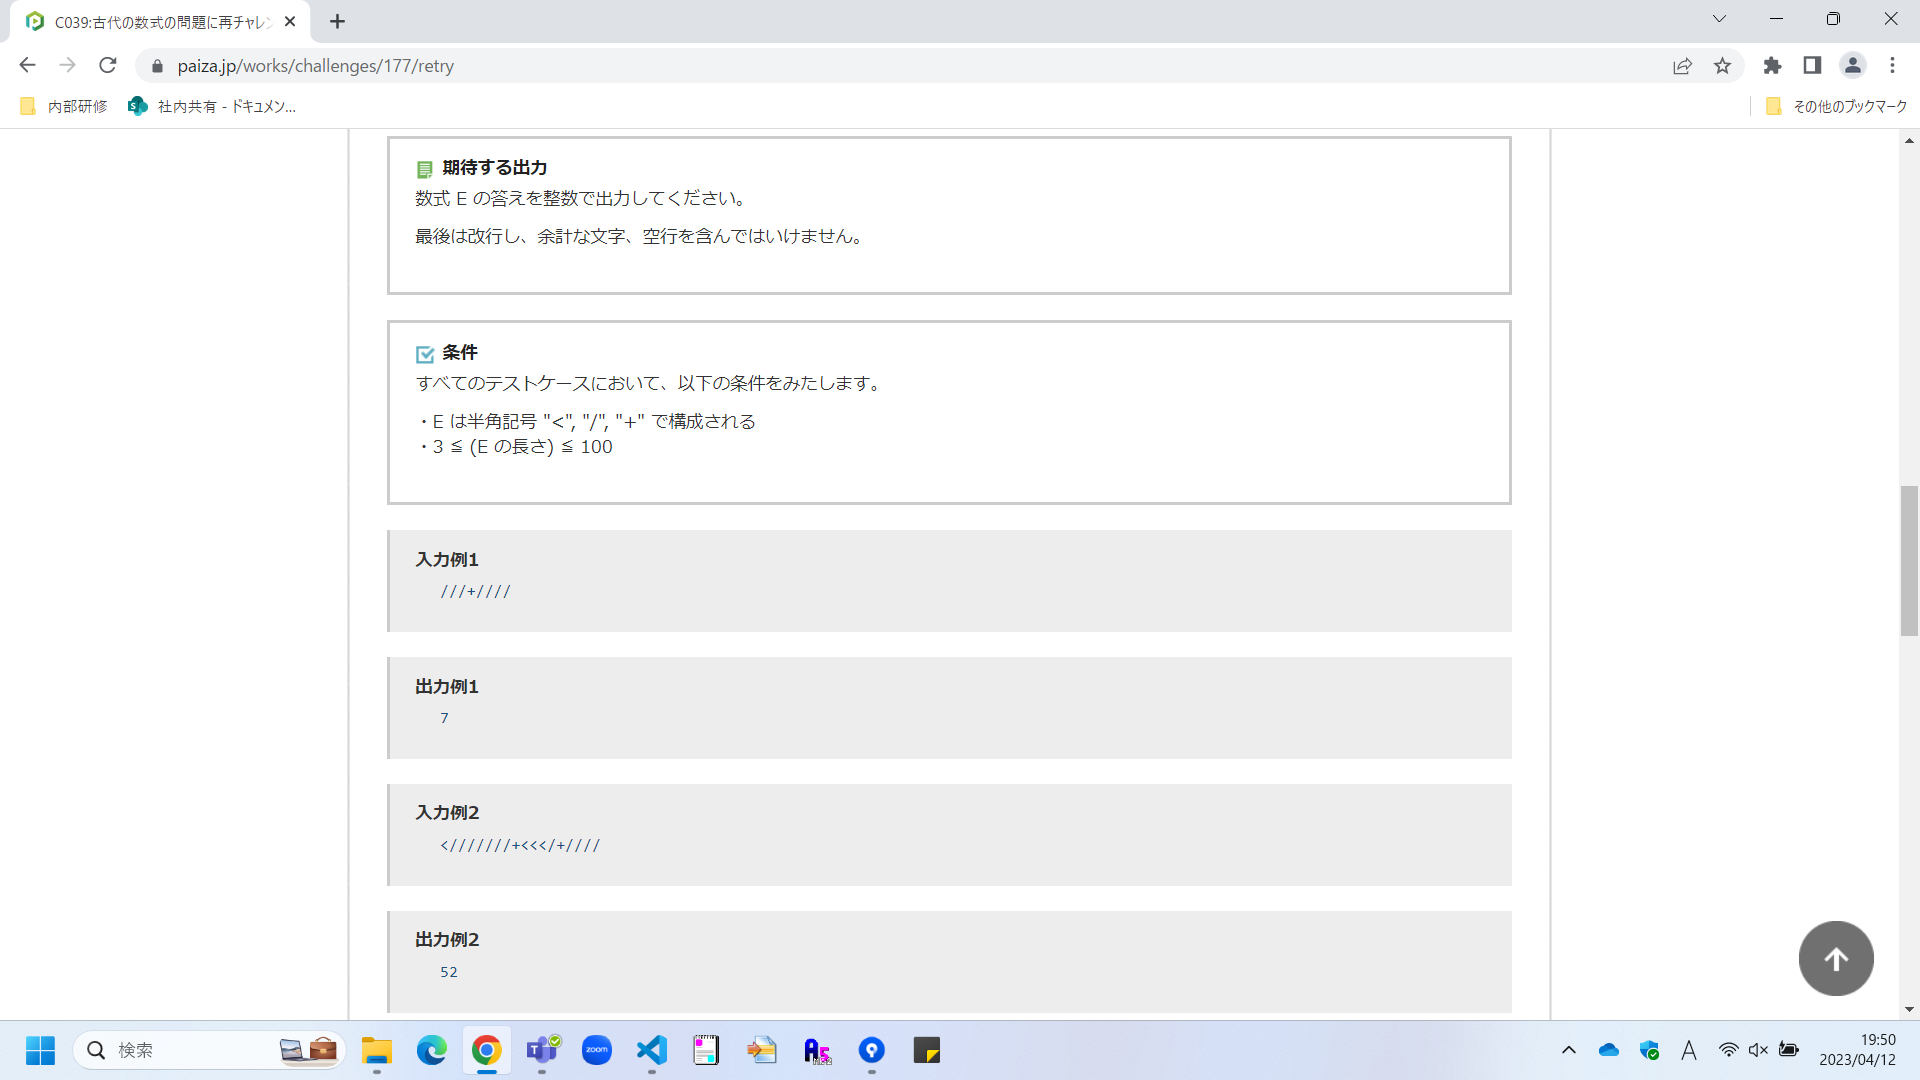 C039:古代の数式の問題に再チャレン
paiza.jp/works/challenges/177/retry
内部研修
社内共有 - ドキュメン...
その他のブックマーク
期待する出力
数式 E の答えを整数で出力してください。
最後は改行し、余計な文字、空行を含んではいけません。
条件
すべてのテストケースにおいて、以下の条件をみたします。
・E は半角記号 "<", "/", "+" で構成される
・3 ≦ (E の長さ) ≦ 100
入力例1
///+////
出力例1
7
入力例2
<///////+<<</+////
出力例2
52
検索
zoom
A
19:50
2023/04/12